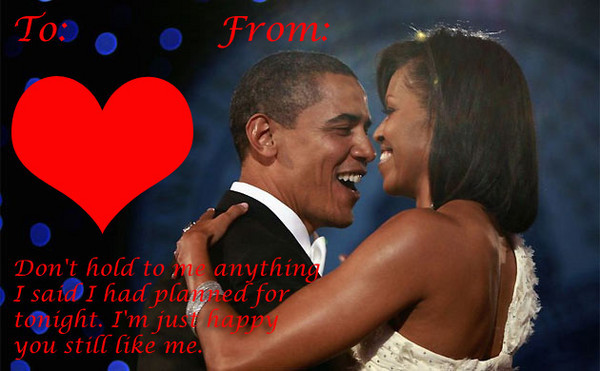 To: From:
Don't hold to me anything
I said I had planned for
tonight. I'm just happy
you still like me.